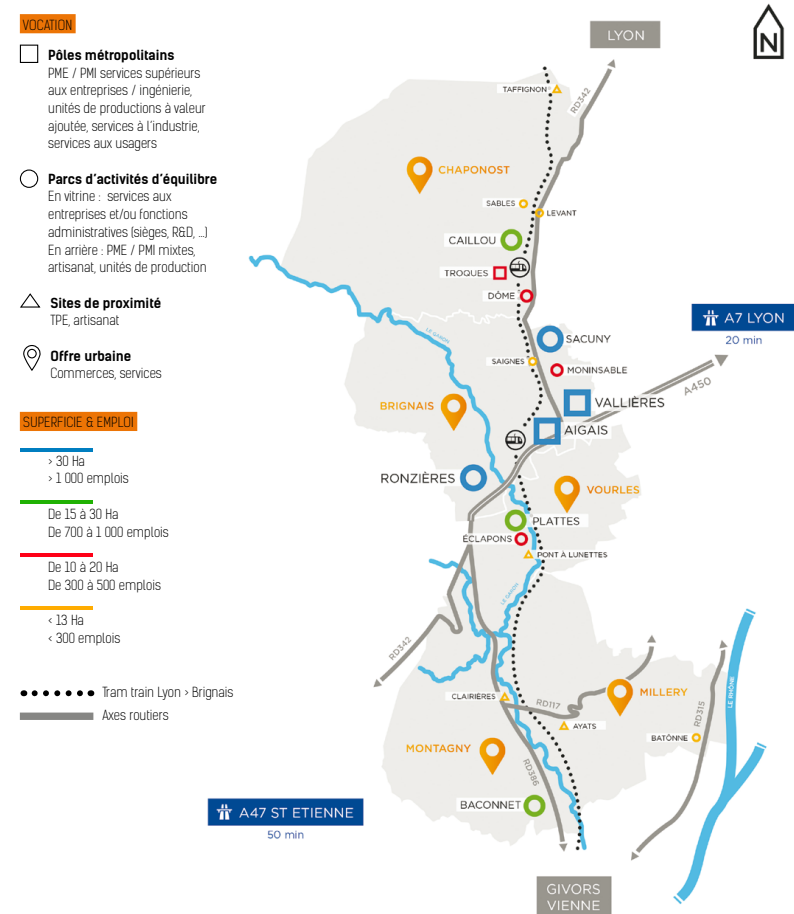 VOCATION
Pôles métropolitains
PME / PMI services supérieurs
aux entreprises / ingénierie,
unités de productions à valeur
ajoutée, services à l'industrie,
services aux usagers
Parcs d'activités d'équilibre
En vitrine : services aux
entreprises et/ou fonctions
administratives (sièges, R&D, ...)
En arrière : PME / PMI mixtes,
artisanat, unités de production
Sites de proximité
TPE, artisanat
Offre urbaine
Commerces, services
SUPERFICIE & EMPLOI
> 30 Ha
> 1 000 emplois
De 15 à 30 Ha
De 700 à 1 000 emplois
De 10 à 20 Ha
De 300 à 500 emplois
< 13 Ha
< 300 emplois
Tram train Lyon > Brignais
Axes routiers
N
LYON
TAFFIGNON
RD342
CHAPONOST
SABLES
LEVANT
CAILLOU
TROQUES
DÔME
LE GARON
SACUNY
A7 LYON
20 min
SAIGNES
MONINSABLE
A450
BRIGNAIS
VALLIÈRES
AIGAIS
RONZIÈRES
VOURLES
PLATTES
ÉCLAPONS
PONT À LUNETTES
LE GARON
RD342
CLAIRIÈRES
RD117
MILLERY
AYATS
BATÔNNE
RD315
LE RHÔNE
MONTAGNY
RD386
BACONNET
A47 ST ETIENNE
50 min
GIVORS
VIENNE